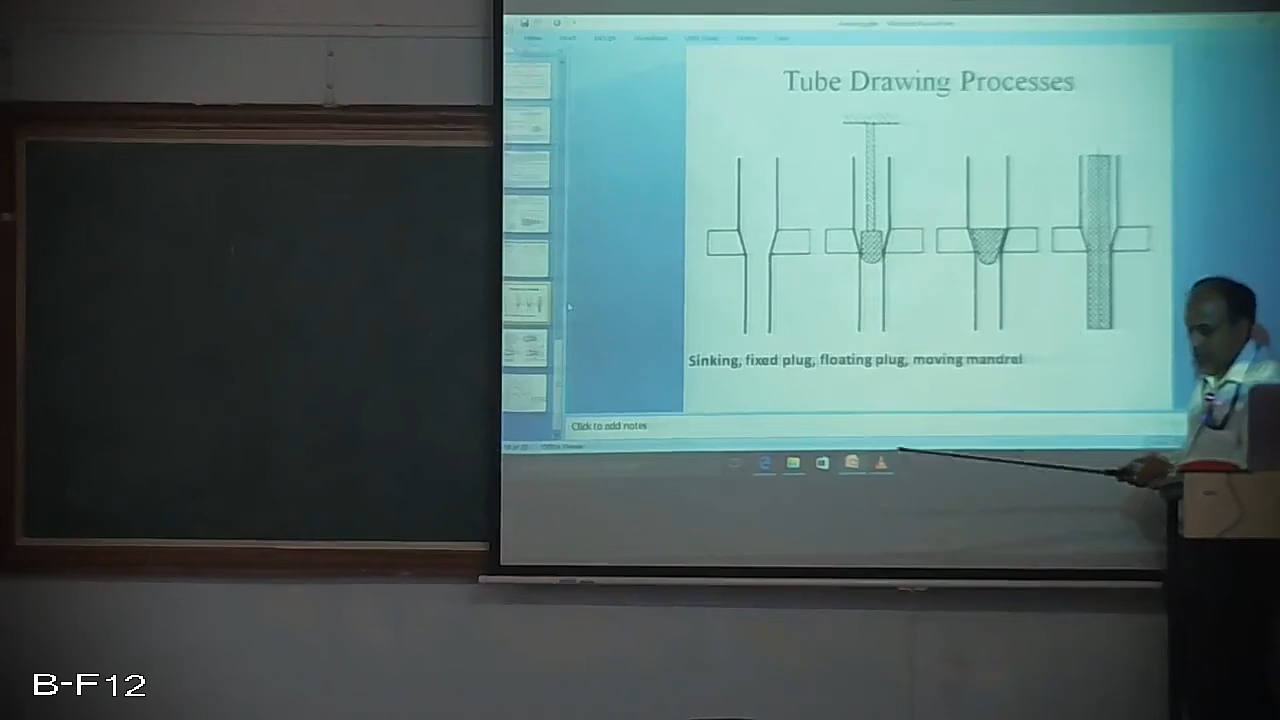 Tube Drawing Processes
Sinking, fixed plug, floating plug, moving mandrel
Click to add notes
B-F12